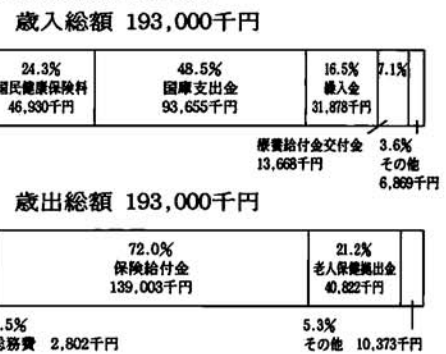 歳入総額 193,000千円
24.3%
国民健康保険料
46,930千円
48.5%
国庫支出金
93,655千円
16.5%
繰入金
31,878千円
7.1%
療養給付金交付金
13,668千円
3.6%
その他
6,869千円
歳出総額 193,000千円
72.0%
保険給付金
139,003千円
21.2%
老人保健拠出金
40,822千円
.5%
総務費 2,802千円
5.3%
その他 10,373千円